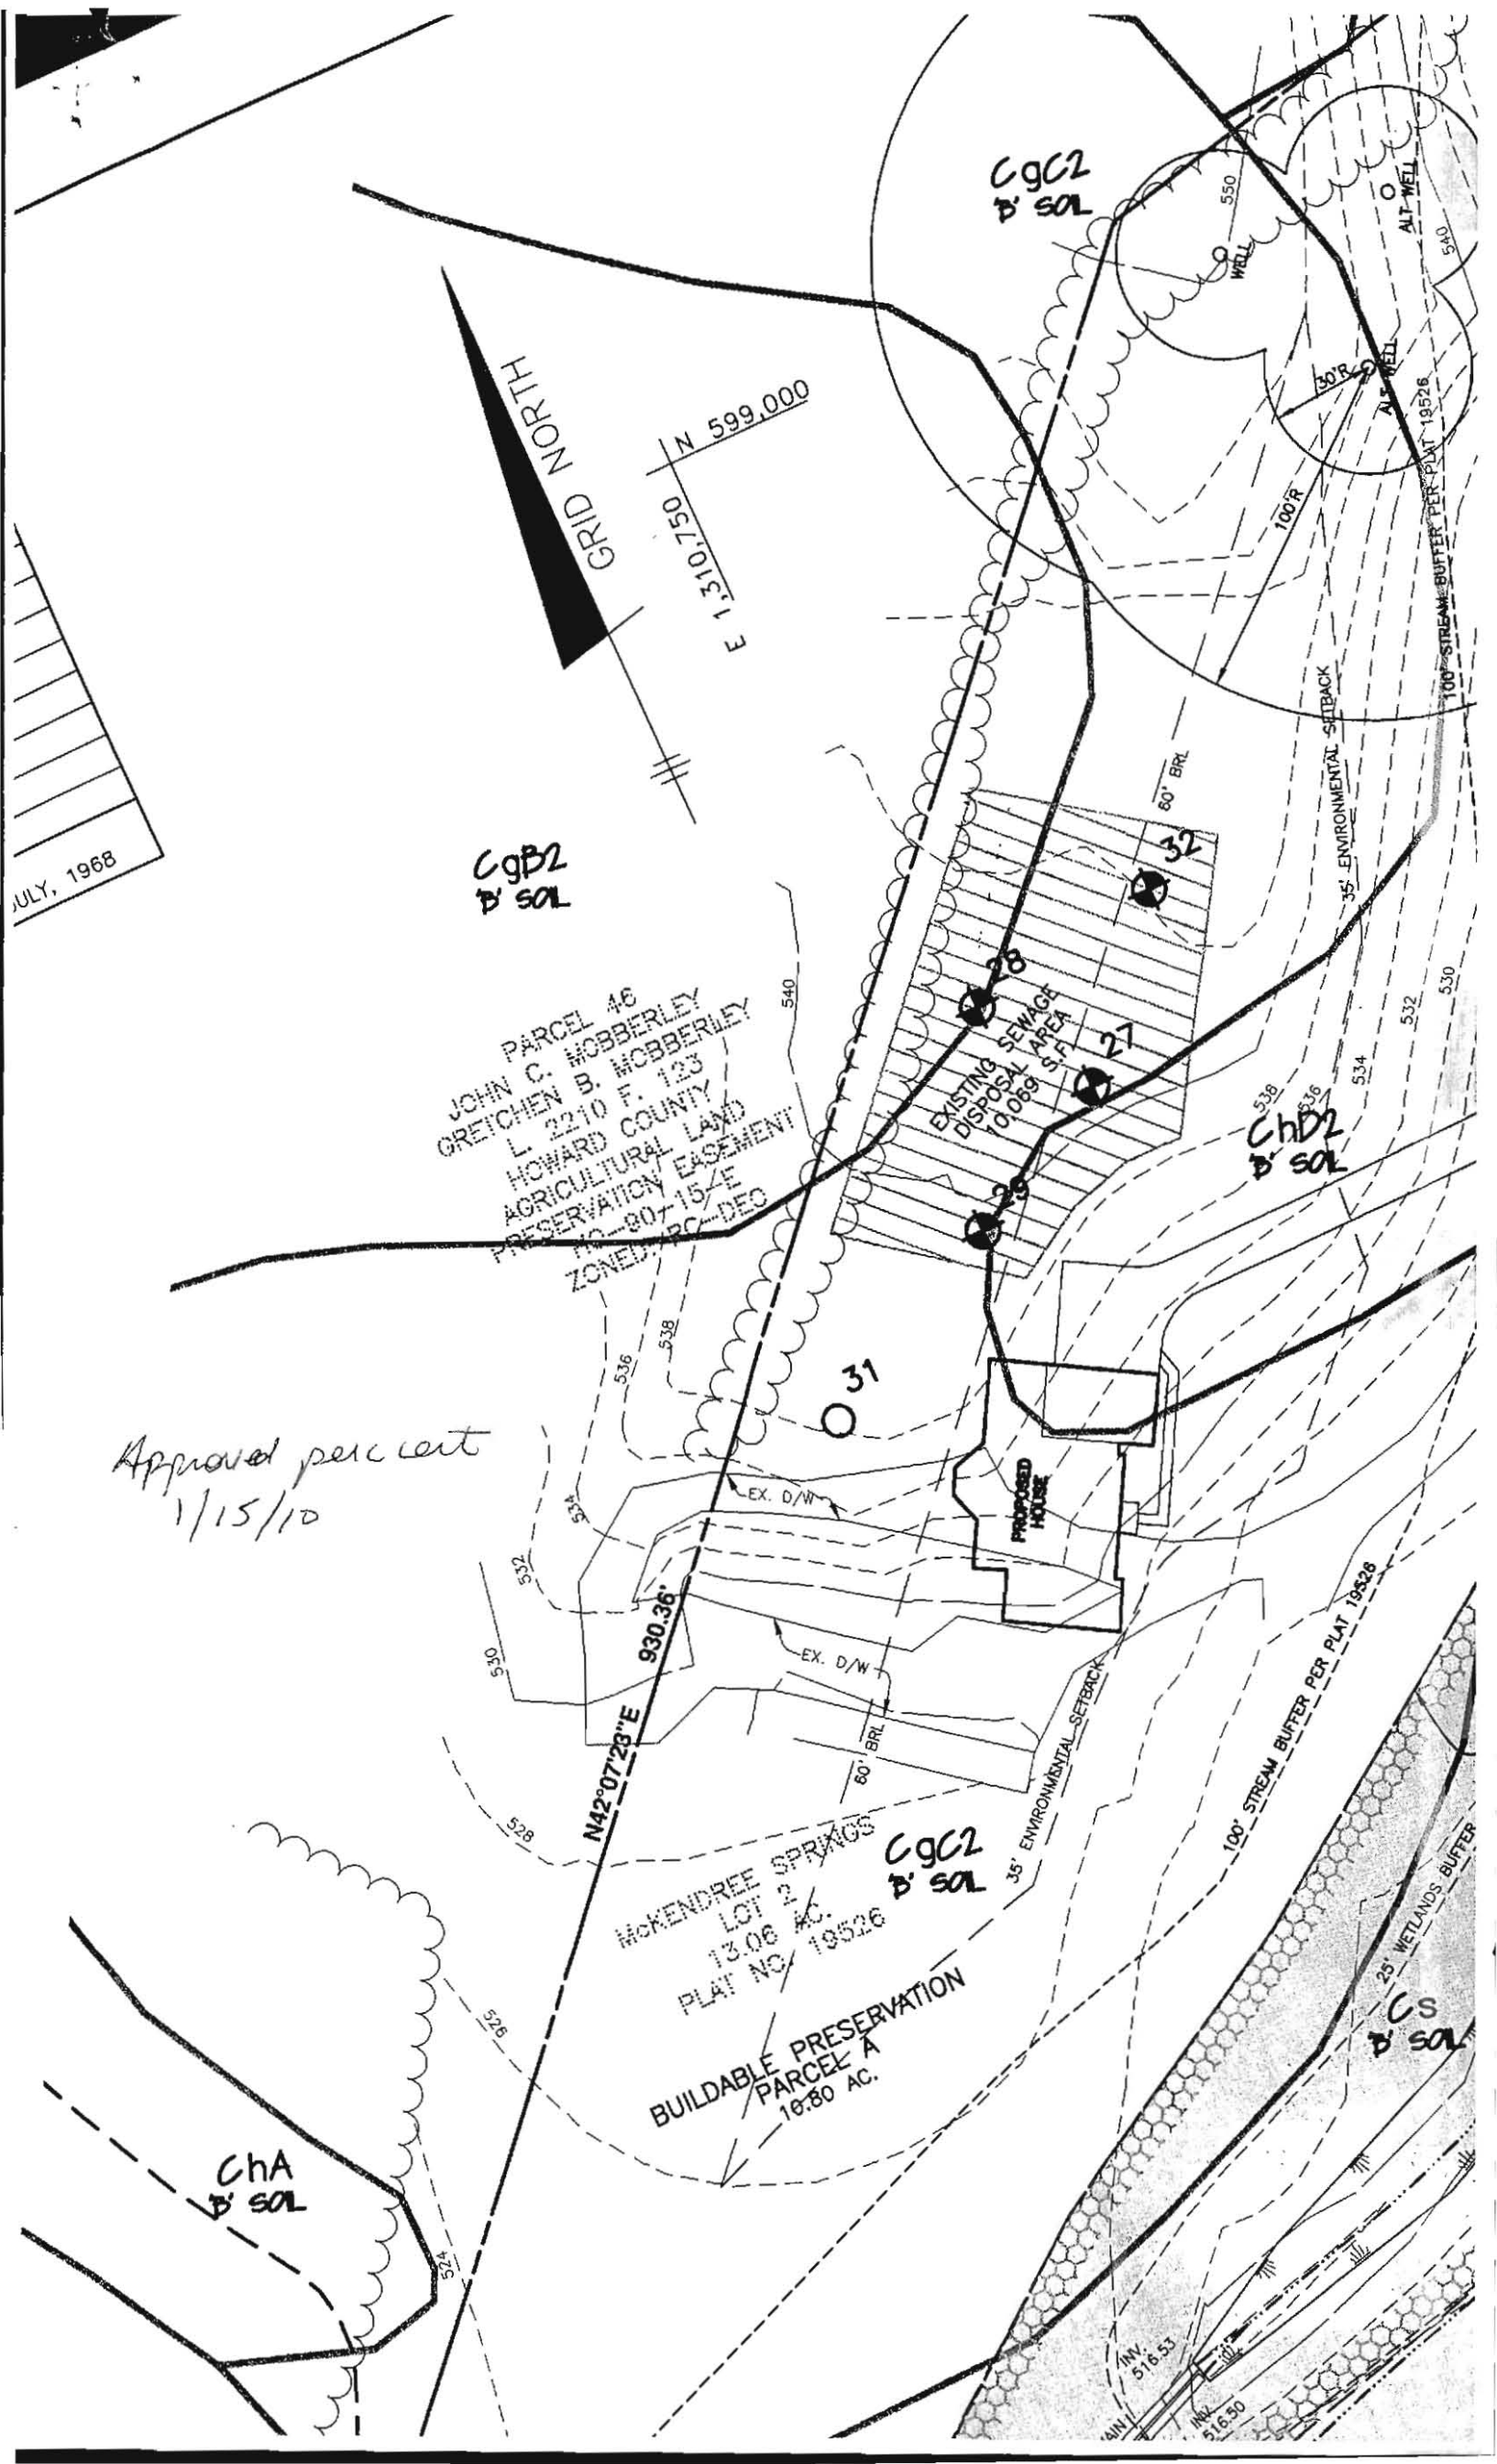 CgC2
'B' SOIL
550
WELL
ALT WELL
540
GRID NORTH
N 599,000
E 1,310,750
30'R
ALT WELL
100'R
100' STREAM BUFFER PER PLAT 19526
35' ENVIRONMENTAL SETBACK
60' BRL
JULY, 1968
CgB2
'B' SOIL
32
28
27
29
540
EXISTING SEWAGE
DISPOSAL AREA
10,069 S.F.
530
532
534
536
538
ChD2
'B' SOIL
PARCEL 46
JOHN C. MOBBERLEY
GRETCHEN B. MOBBERLEY
L. 2210 F. 123
HOWARD COUNTY
AGRICULTURAL LAND
PRESERVATION EASEMENT
HO-90-15-E
ZONED: RC-DEO
538
536
31
Approved perc cert
1/15/10
534
532
530
EX. D/W
PROPOSED
HOUSE
930.36'
N42°07'23"E
EX. D/W
60' BRL
35' ENVIRONMENTAL SETBACK
100' STREAM BUFFER PER PLAT 19526
528
CgC2
'B' SOIL
McKENDREE SPRINGS
LOT 2
13.06 AC.
PLAT NO. 19526
25' WETLANDS BUFFER
Cs
'B' SOIL
526
BUILDABLE PRESERVATION
PARCEL A
10.80 AC.
ChA
'B' SOIL
524
INV.
516.53
INV.
516.50